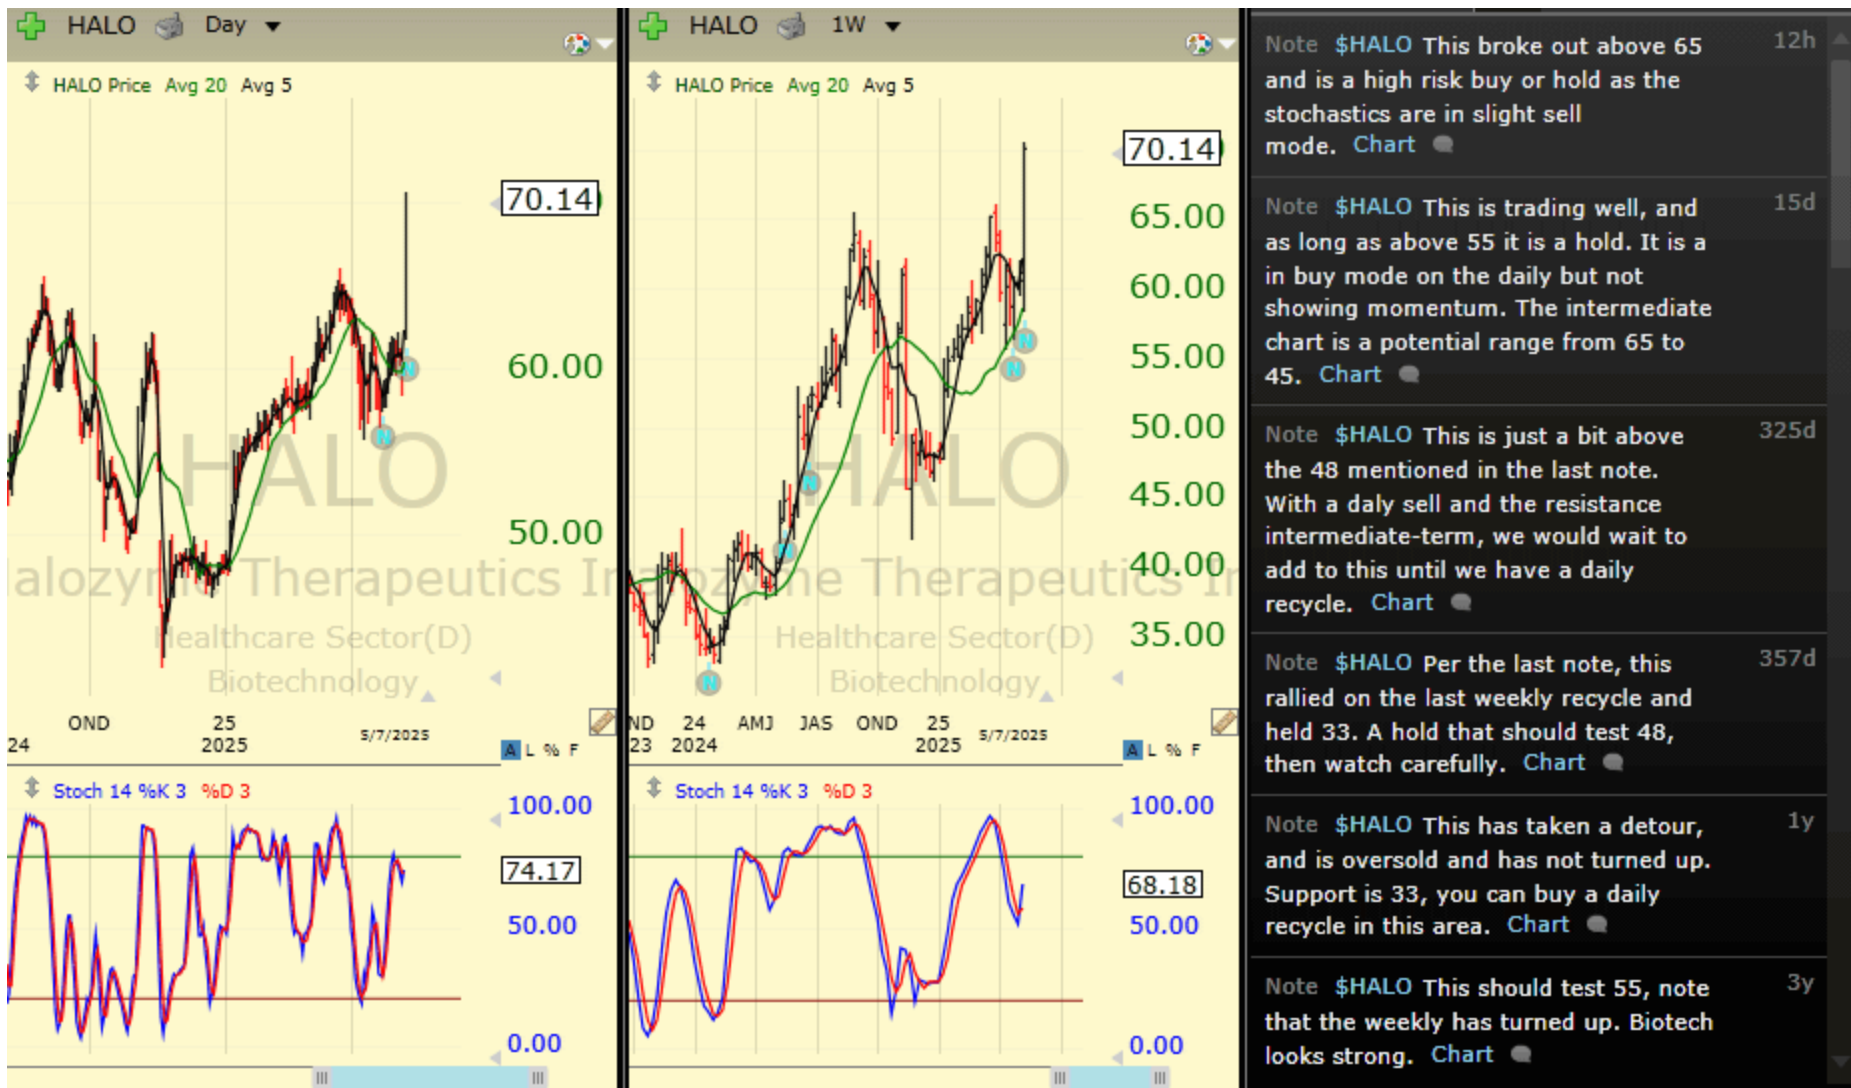 HALO Day
HALO Price Avg 20 Avg 5
70.14
60.00
50.00
HALO
alozyme Therapeutics In
Healthcare Sector(D)
Biotechnology
OND 25
24 2025 5/7/2025
A L % F
Stoch 14 %K 3 %D 3
100.00
74.17
50.00
0.00
N
N
HALO 1W
HALO Price Avg 20 Avg 5
70.14
65.00
60.00
55.00
50.00
45.00
40.00
35.00
HALO
alozyme Therapeutics In
Healthcare Sector(D)
Biotechnology
N
N
N
N
N
ND 24 AMJ JAS OND 25
23 2024 2025 5/7/2025
A L % F
Stoch 14 %K 3 %D 3
100.00
68.18
50.00
0.00
Note $HALO This broke out above 65 12h
and is a high risk buy or hold as the
stochastics are in slight sell
mode. Chart
Note $HALO This is trading well, and 15d
as long as above 55 it is a hold. It is a
in buy mode on the daily but not
showing momentum. The intermediate
chart is a potential range from 65 to
45. Chart
Note $HALO This is just a bit above 325d
the 48 mentioned in the last note.
With a daly sell and the resistance
intermediate-term, we would wait to
add to this until we have a daily
recycle. Chart
Note $HALO Per the last note, this 357d
rallied on the last weekly recycle and
held 33. A hold that should test 48,
then watch carefully. Chart
Note $HALO This has taken a detour, 1y
and is oversold and has not turned up.
Support is 33, you can buy a daily
recycle in this area. Chart
Note $HALO This should test 55, note 3y
that the weekly has turned up. Biotech
looks strong. Chart